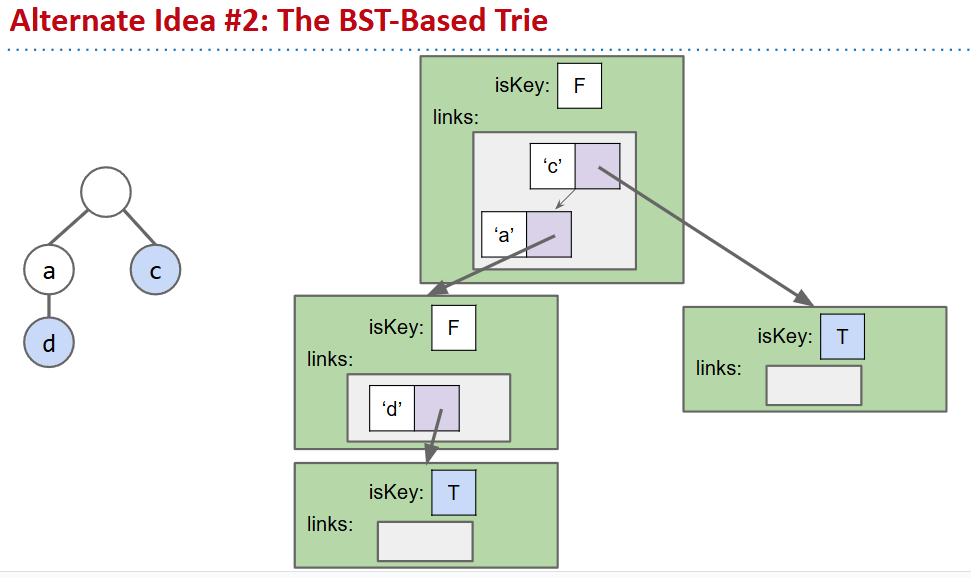 Alternate Idea #2: The BST-Based Trie
isKey: F
links:
‘c’
‘a’
a
c
d
isKey: F
links:
‘d’
isKey: T
links:
isKey: T
links: